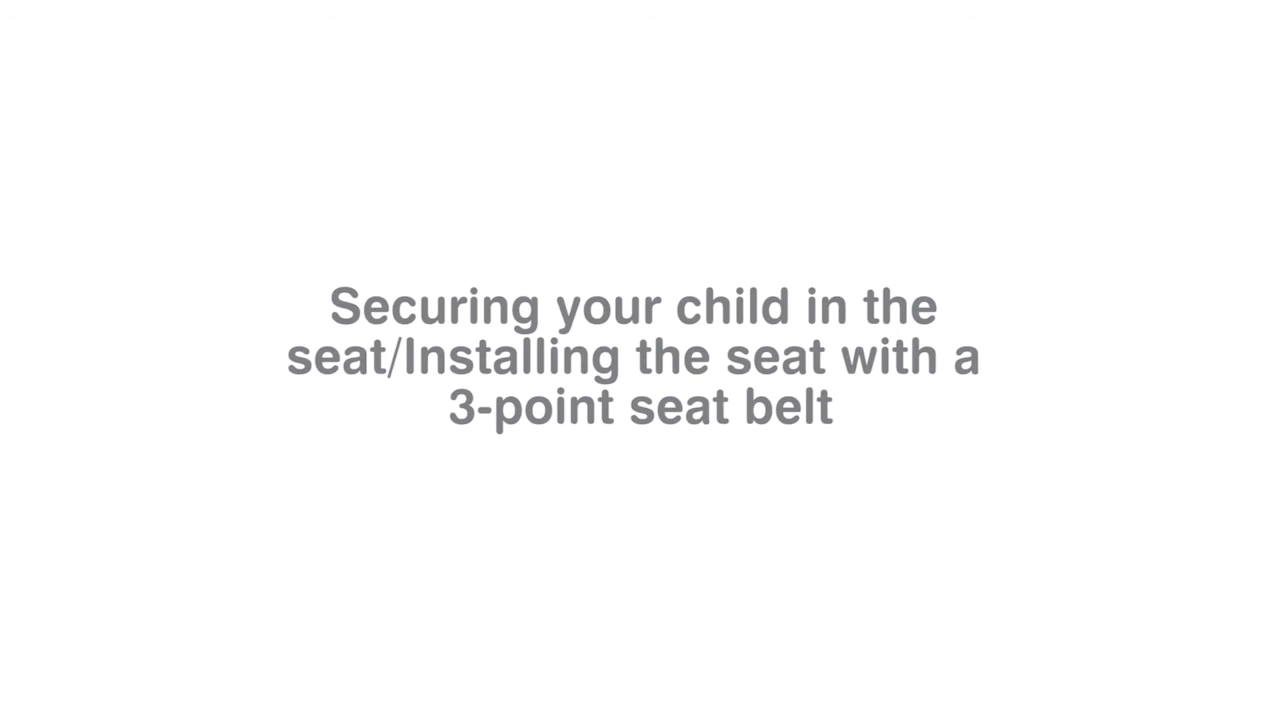 Securing your child in the
seat/Installing the seat with a
3-point seat belt